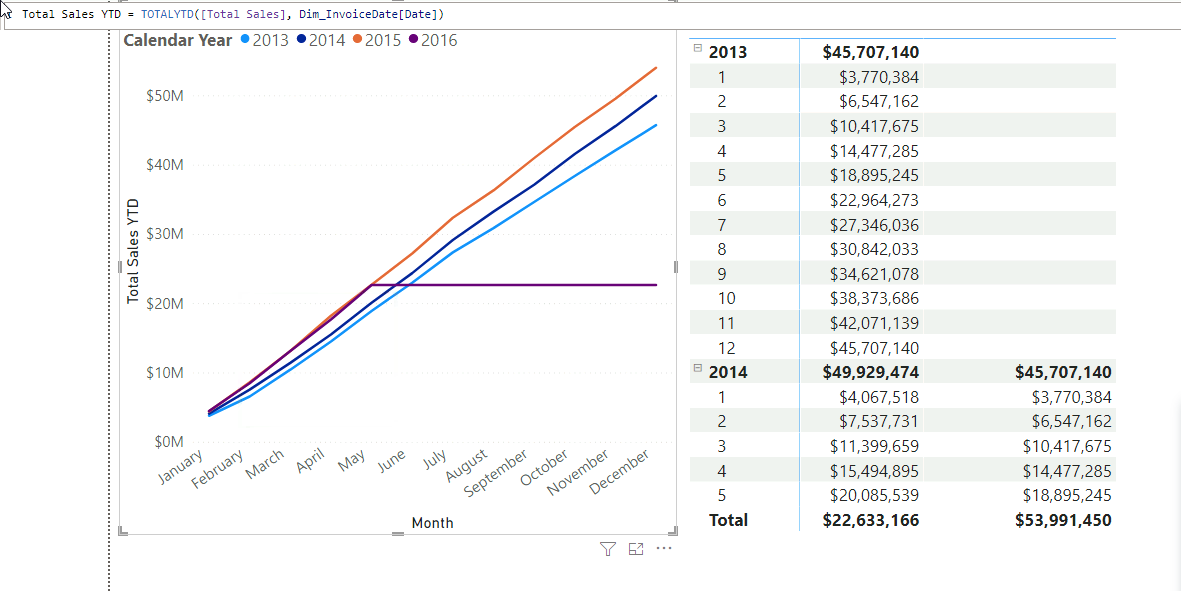 Total Sales YTD = TOTALYTD([Total Sales], Dim_InvoiceDate[Date])
Calendar Year 2013 2014 2015 2016
Total Sales YTD
$50M
$40M
$30M
$20M
$10M
$0M
January February March April May June July August September October November December
Month
2013 $45,707,140
1 $3,770,384
2 $6,547,162
3 $10,417,675
4 $14,477,285
5 $18,895,245
6 $22,964,273
7 $27,346,036
8 $30,842,033
9 $34,621,078
10 $38,373,686
11 $42,071,139
12 $45,707,140
2014 $49,929,474 $45,707,140
1 $4,067,518 $3,770,384
2 $7,537,731 $6,547,162
3 $11,399,659 $10,417,675
4 $15,494,895 $14,477,285
5 $20,085,539 $18,895,245
Total $22,633,166 $53,991,450